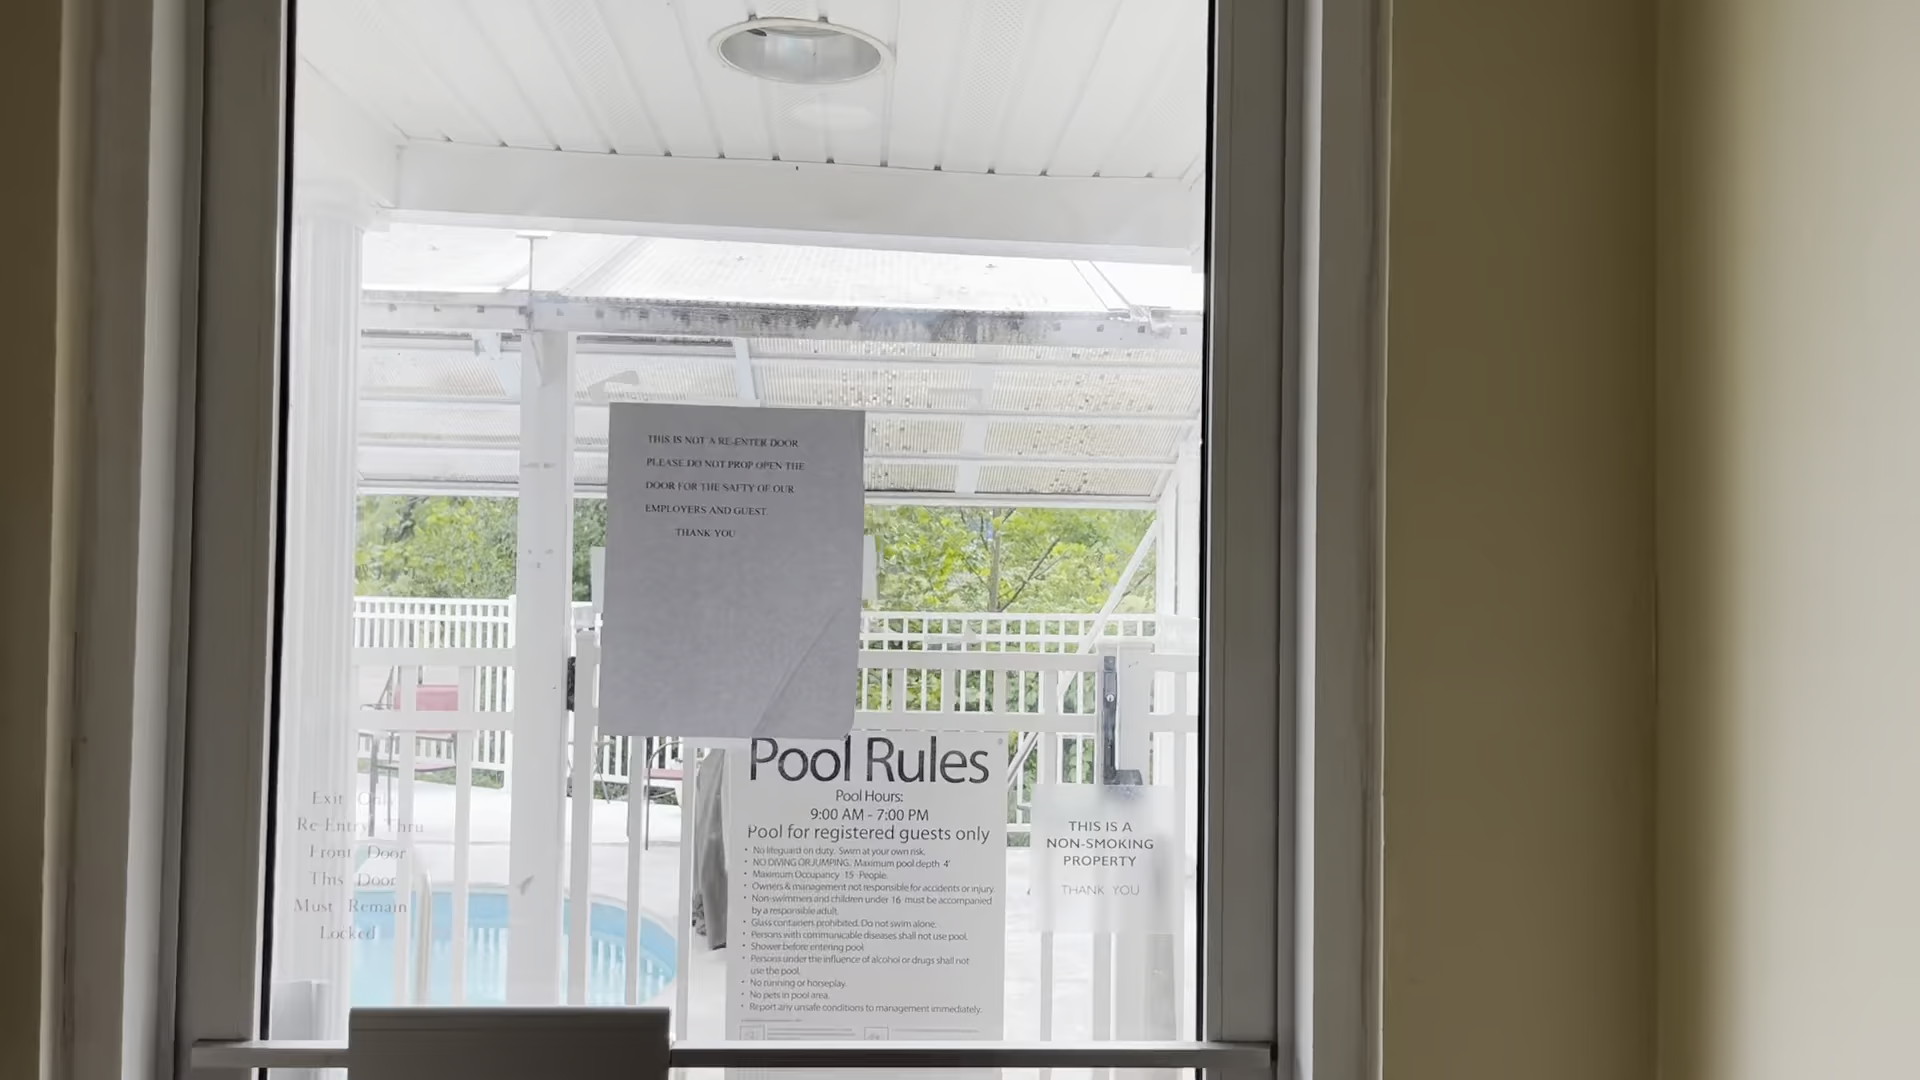 THIS IS NOT A RE-ENTER DOOR
PLEASE DO NOT PROP OPEN THE
DOOR FOR THE SAFTY OF OUR
EMPLOYERS AND GUEST.
THANK YOU
Pool Rules
Pool Hours:
9:00 AM - 7:00 PM
Pool for registered guests only
• No lifeguard on duty. Swim at your own risk.
• NO DIVING OR JUMPING. Maximum pool depth 4'
• Maximum Occupancy 15 People.
• Owners & management not responsible for accidents or injury.
• Non-swimmers and children under 16 must be accompanied
by a responsible adult.
• Glass containers prohibited. Do not swim alone.
• Persons with communicable diseases shall not use pool.
• Shower before entering pool.
• Persons under the influence of alcohol or drugs shall not
use the pool.
• No running or horseplay.
• No pets in pool area.
• Report any unsafe conditions to management immediately.
THIS IS A
NON-SMOKING
PROPERTY
THANK YOU
Exit Only
Re Entry Thru
Front Door
This Door
Must Remain
Locked